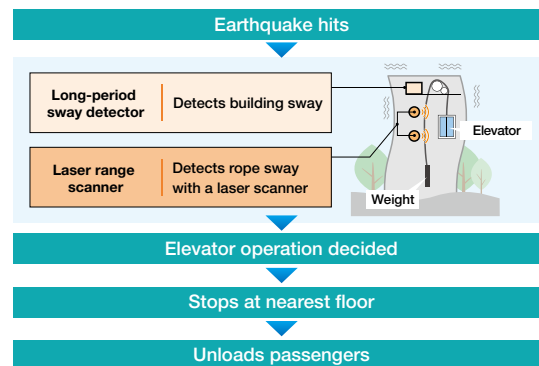 Earthquake hits
Long-period
sway detector
Detects building sway
Laser range
scanner
Detects rope sway
with a laser scanner
Elevator
Weight
Elevator operation decided
Stops at nearest floor
Unloads passengers